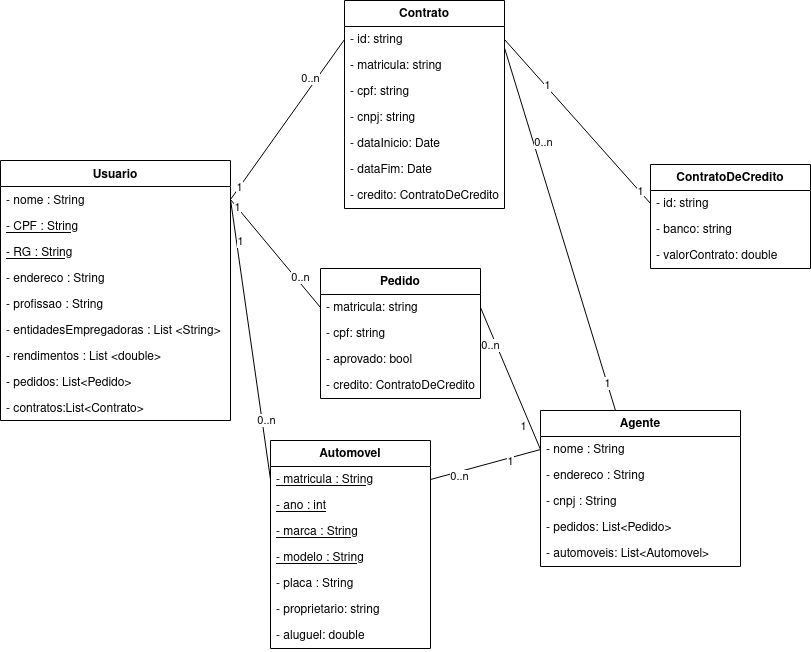 Contrato
- id: string
- matricula: string
- cpf: string
- cnpj: string
- dataInicio: Date
- dataFim: Date
- credito: ContratoDeCredito
0..n
1
1
0..n
1
ContratoDeCredito
- id: string
- banco: string
- valorContrato: double
Usuario
- nome : String
- CPF : String
- RG : String
- endereco : String
- profissao : String
- entidadesEmpregadoras : List <String>
- rendimentos : List <double>
- pedidos: List<Pedido>
- contratos:List<Contrato>
1
1
0..n
Pedido
- matricula: string
- cpf: string
- aprovado: bool
- credito: ContratoDeCredito
0..n
1
1
0..n
Automovel
- matricula : String
- ano : int
- marca : String
- modelo : String
- placa : String
- proprietario: string
- aluguel: double
0..n
1
Agente
- nome : String
- endereco : String
- cnpj : String
- pedidos: List<Pedido>
- automoveis: List<Automovel>